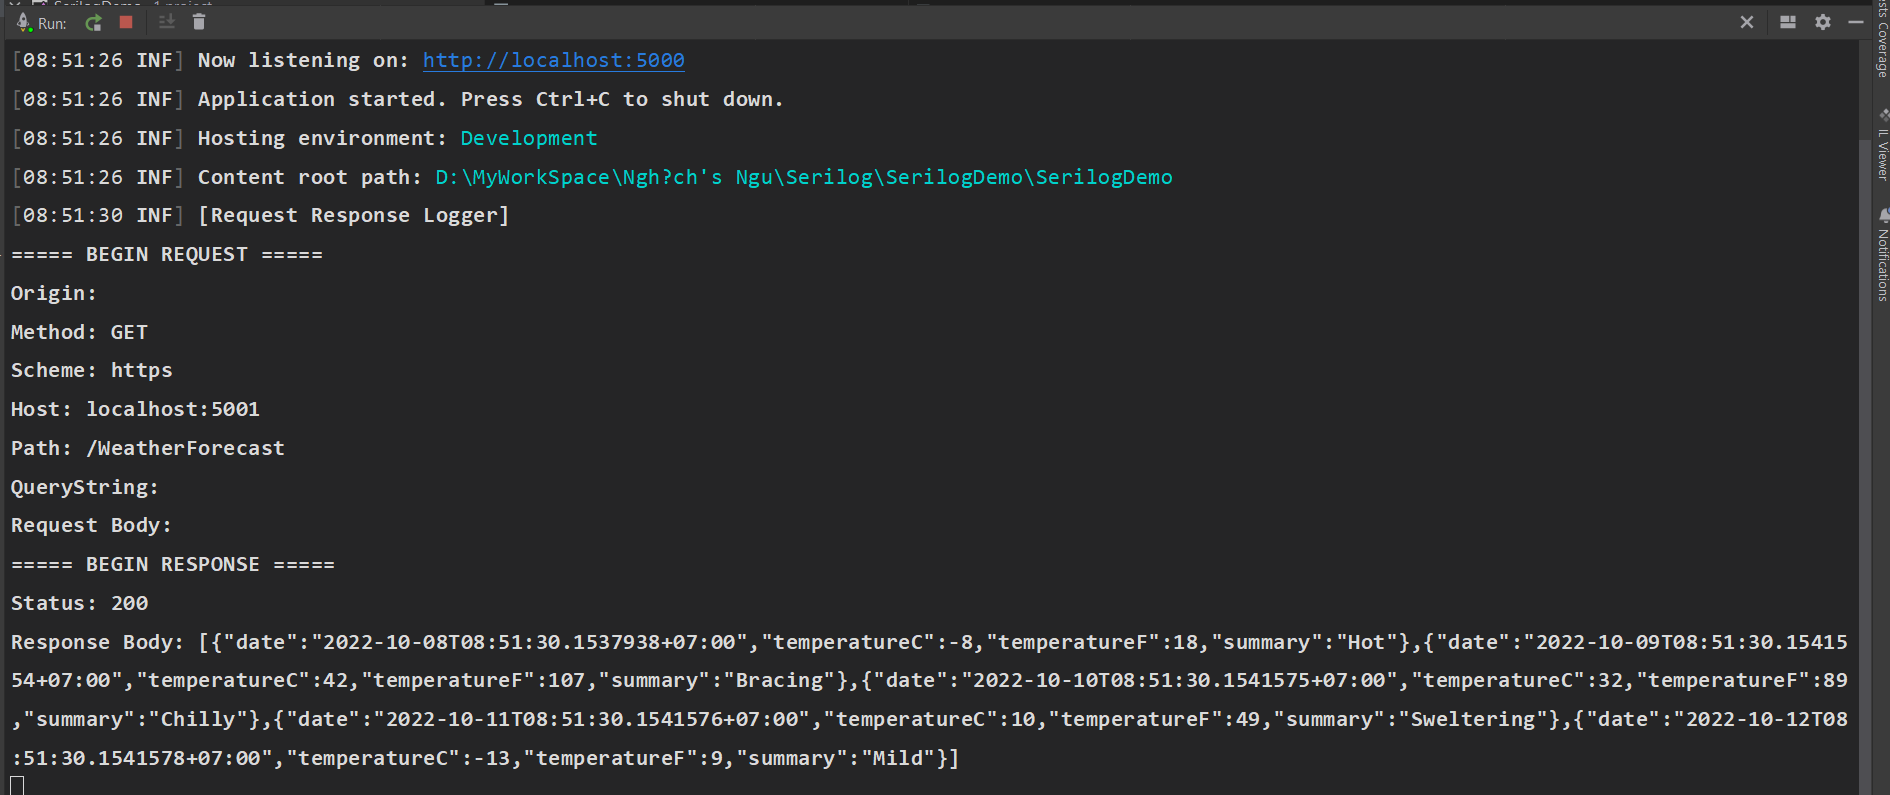 SerilogDemo 1 project
Run:
[08:51:26 INF] Now listening on: http://localhost:5000
[08:51:26 INF] Application started. Press Ctrl+C to shut down.
[08:51:26 INF] Hosting environment: Development
[08:51:26 INF] Content root path: D:\MyWorkSpace\Ngh?ch's Ngu\Serilog\SerilogDemo\SerilogDemo
[08:51:30 INF] [Request Response Logger]
===== BEGIN REQUEST =====
Origin:
Method: GET
Scheme: https
Host: localhost:5001
Path: /WeatherForecast
QueryString:
Request Body:
===== BEGIN RESPONSE =====
Status: 200
Response Body: [{"date":"2022-10-08T08:51:30.1537938+07:00","temperatureC":-8,"temperatureF":18,"summary":"Hot"},{"date":"2022-10-09T08:51:30.15415
54+07:00","temperatureC":42,"temperatureF":107,"summary":"Bracing"},{"date":"2022-10-10T08:51:30.1541575+07:00","temperatureC":32,"temperatureF":89
,"summary":"Chilly"},{"date":"2022-10-11T08:51:30.1541576+07:00","temperatureC":10,"temperatureF":49,"summary":"Sweltering"},{"date":"2022-10-12T08
:51:30.1541578+07:00","temperatureC":-13,"temperatureF":9,"summary":"Mild"}]
Coverage
IL Viewer
Notifications